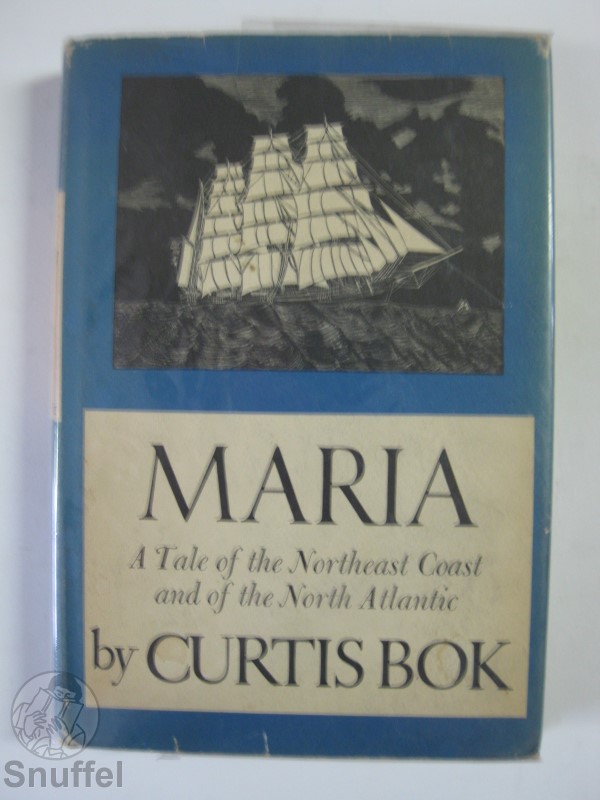 MARIA
A Tale of the Northeast Coast
and of the North Atlantic
by CURTIS BOK
Snuffel